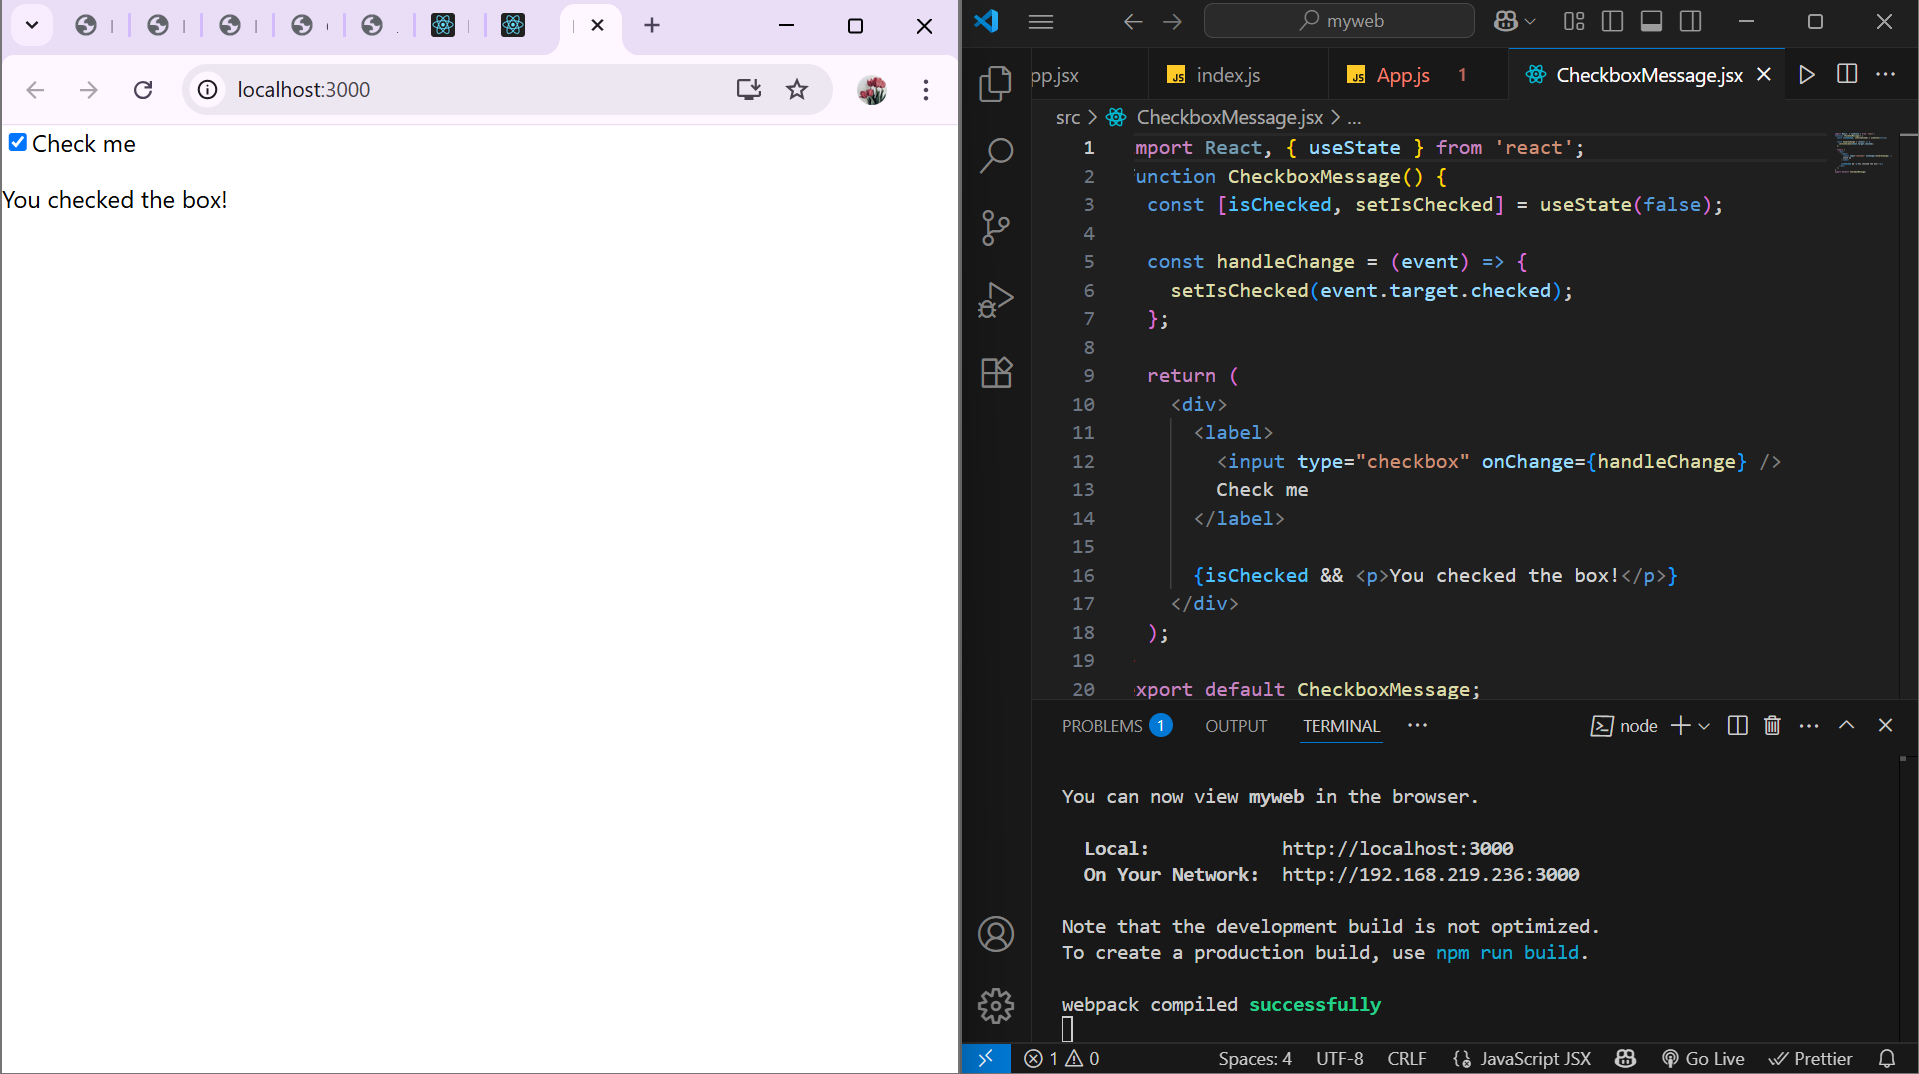 localhost:3000
Check me
You checked the box!
myweb
pp.jsx
index.js
App.js 1
CheckboxMessage.jsx
src > CheckboxMessage.jsx > ...
1 mport React, { useState } from 'react';
2 unction CheckboxMessage() {
3 const [isChecked, setIsChecked] = useState(false);
4
5 const handleChange = (event) => {
6 setIsChecked(event.target.checked);
7 };
8
9 return (
10 <div>
11 <label>
12 <input type="checkbox" onChange={handleChange} />
13 Check me
14 </label>
15
16 {isChecked && <p>You checked the box!</p>}
17 </div>
18 );
19
20 xport default CheckboxMessage;
PROBLEMS 1 OUTPUT TERMINAL ... node
You can now view myweb in the browser.
Local: http://localhost:3000
On Your Network: http://192.168.219.236:3000
Note that the development build is not optimized.
To create a production build, use npm run build.
webpack compiled successfully
1 0 Spaces: 4 UTF-8 CRLF JavaScript JSX Go Live Prettier